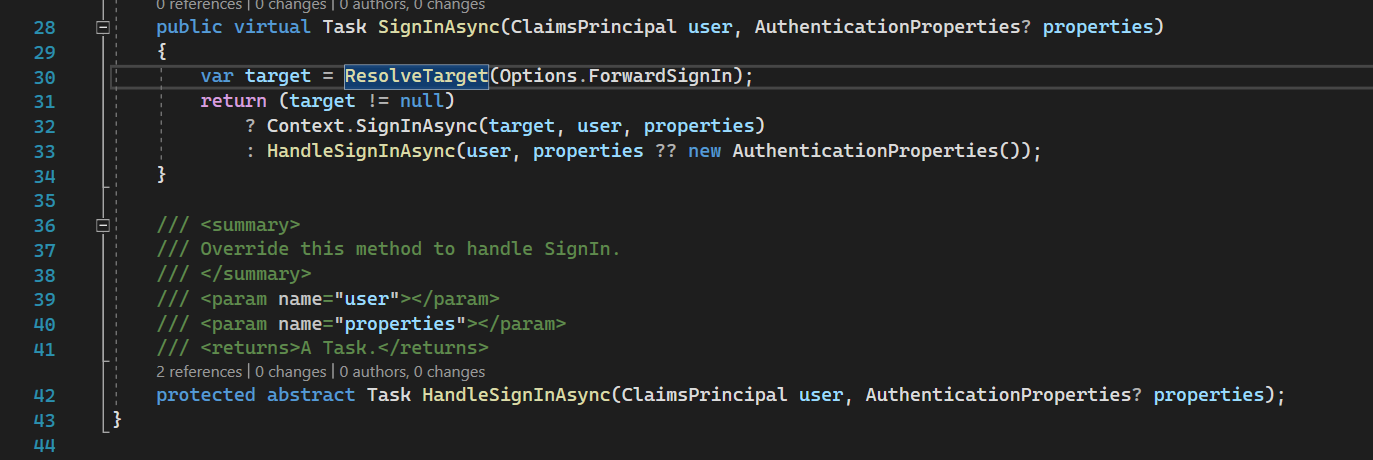 0 references | 0 changes | 0 authors, 0 changes
28 public virtual Task SignInAsync(ClaimsPrincipal user, AuthenticationProperties? properties)
29 {
30 var target = ResolveTarget(Options.ForwardSignIn);
31 return (target != null)
32 ? Context.SignInAsync(target, user, properties)
33 : HandleSignInAsync(user, properties ?? new AuthenticationProperties());
34 }
35
36 /// <summary>
37 /// Override this method to handle SignIn.
38 /// </summary>
39 /// <param name="user"></param>
40 /// <param name="properties"></param>
41 /// <returns>A Task.</returns>
2 references | 0 changes | 0 authors, 0 changes
42 protected abstract Task HandleSignInAsync(ClaimsPrincipal user, AuthenticationProperties? properties);
43 }
44